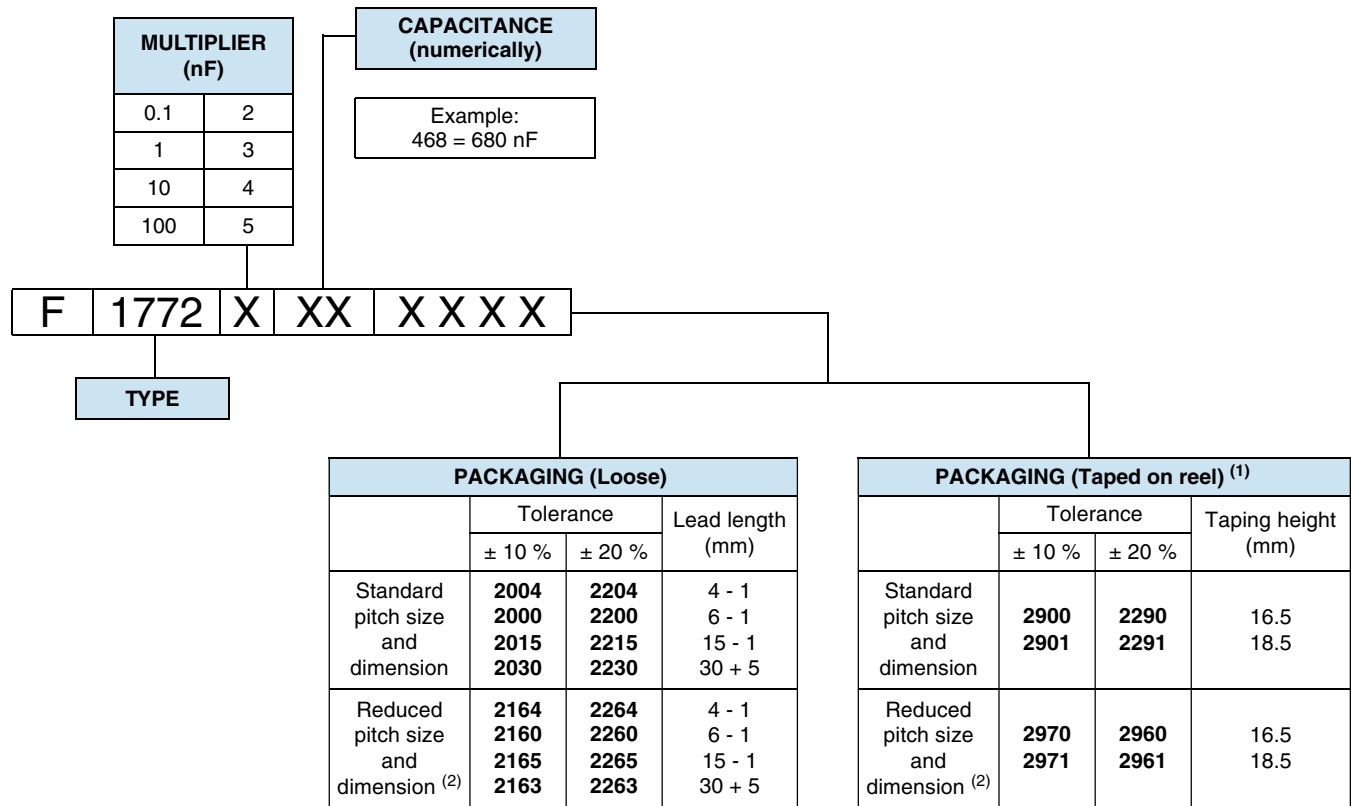 MULTIPLIER
(nF)
0.1 2
1 3
10 4
100 5
CAPACITANCE
(numerically)
Example:
468 = 680 nF
F 1772 X XX X X X X
TYPE
PACKAGING (Loose)
Tolerance
Lead length
(mm)
± 10 % ± 20 %
Standard
pitch size
and
dimension
2004 2204 4 - 1
2000 2200 6 - 1
2015 2215 15 - 1
2030 2230 30 + 5
Reduced
pitch size
and
dimension (2)
2164 2264 4 - 1
2160 2260 6 - 1
2165 2265 15 - 1
2163 2263 30 + 5
PACKAGING (Taped on reel) (1)
Tolerance
Taping height
(mm)
± 10 % ± 20 %
Standard
pitch size
and
dimension
2900 2290 16.5
2901 2291 18.5
Reduced
pitch size
and
dimension (2)
2970 2960 16.5
2971 2961 18.5